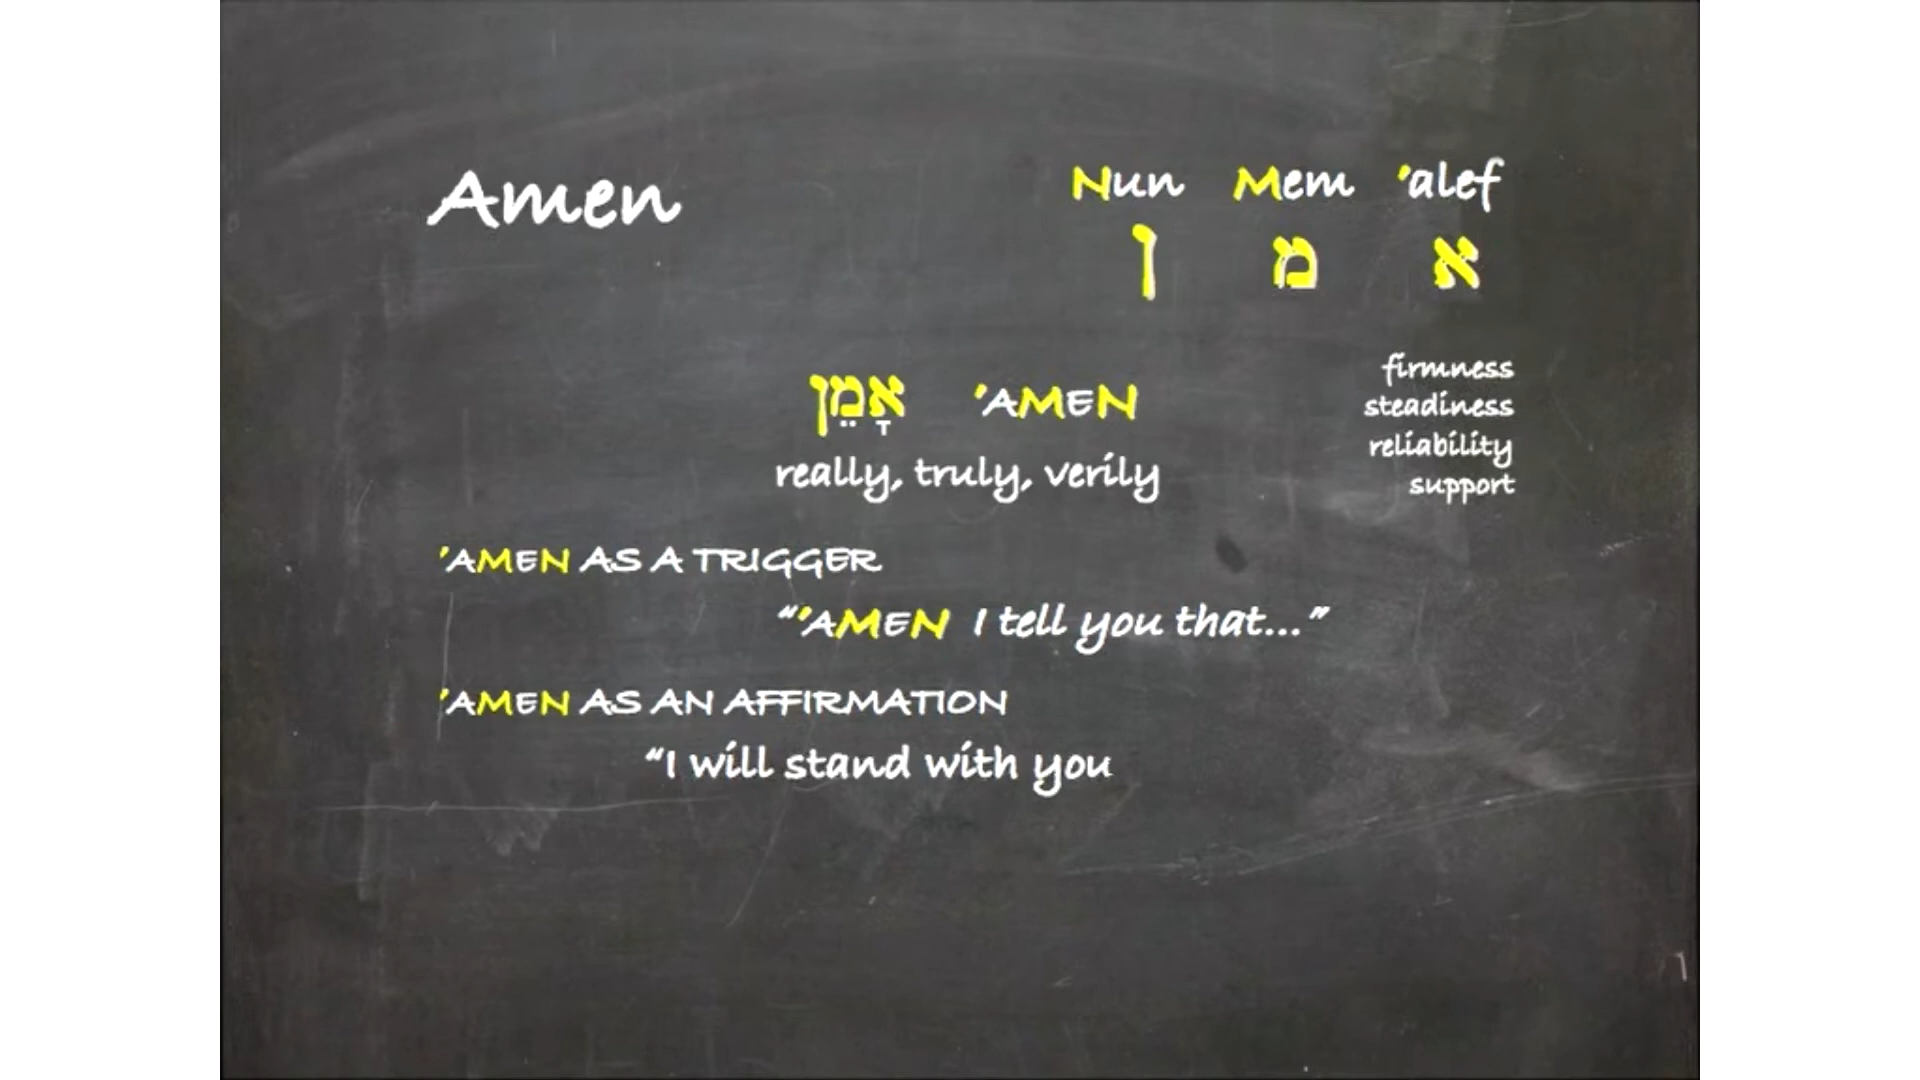 Amen
Nun Mem ’alef
א מ ן
firmness
steadiness
reliability
support
אָמֵן ’AMEN
really, truly, verily
’AMEN AS A TRIGGER
“’AMEN I tell you that...”
’AMEN AS AN AFFIRMATION
“I will stand with you